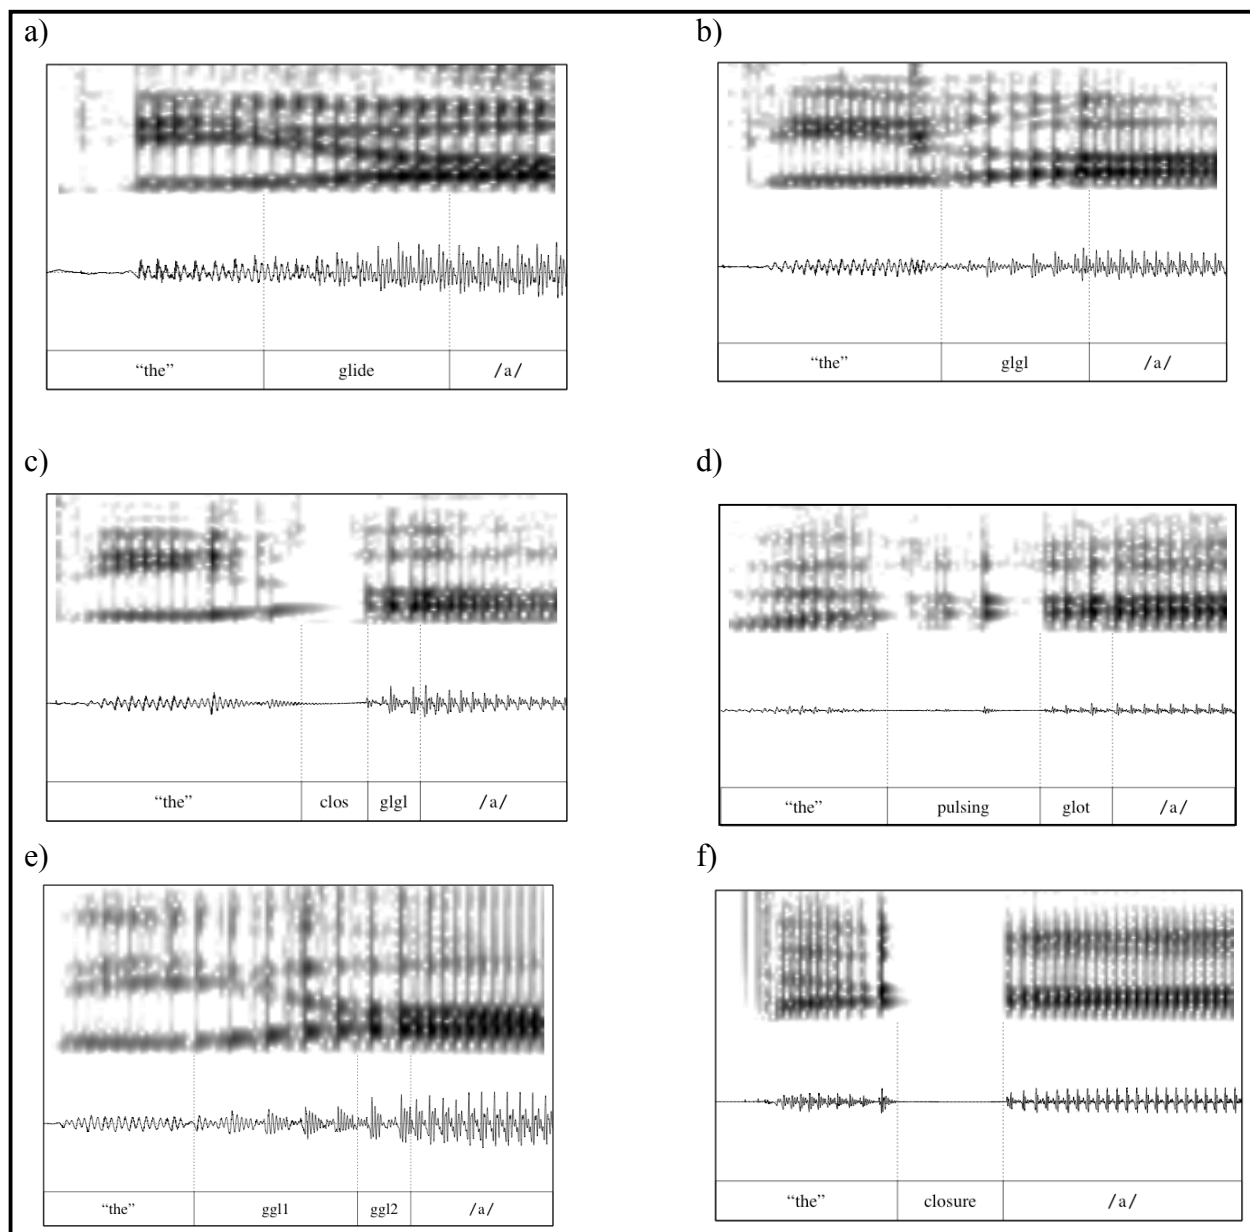 a)
b)
“the” glide /a/
“the” glgl /a/
c)
d)
“the” clos glgl /a/
“the” pulsing glot /a/
e)
f)
“the” ggl1 ggl2 /a/
“the” closure /a/